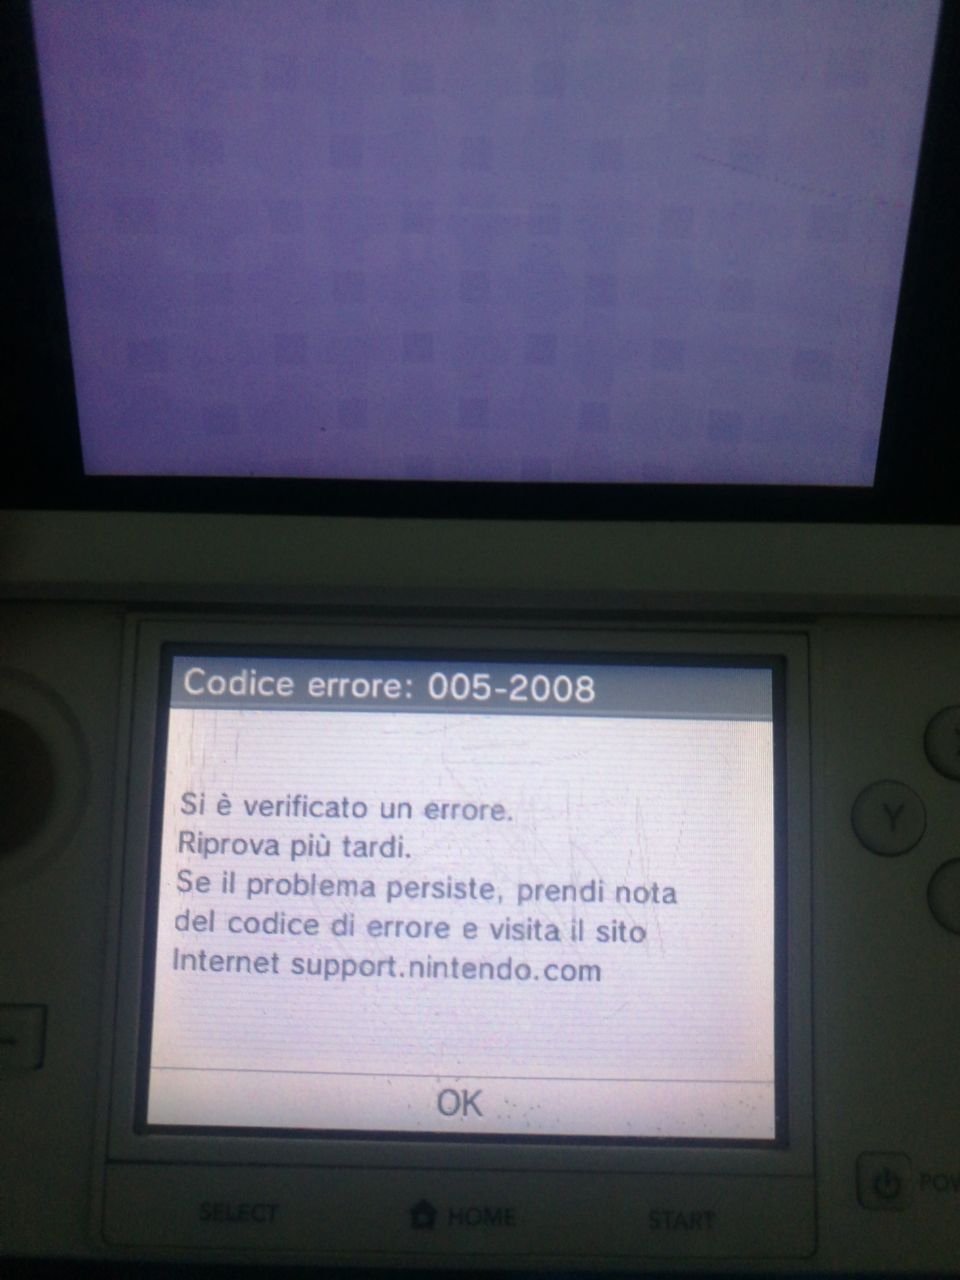 Codice errore: 005-2008
Si è verificato un errore.
Riprova più tardi.
Se il problema persiste, prendi nota
del codice di errore e visita il sito
Internet support.nintendo.com
OK
Y
SELECT
HOME
START